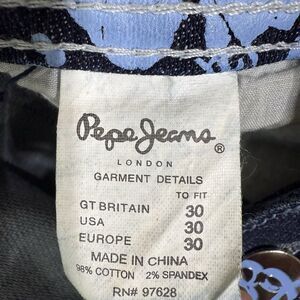 Pepe Jeans®
LONDON
GARMENT DETAILS
TO FIT
GT BRITAIN 30
USA 30
EUROPE 30
MADE IN CHINA
98% COTTON 2% SPANDEX
RN# 97628